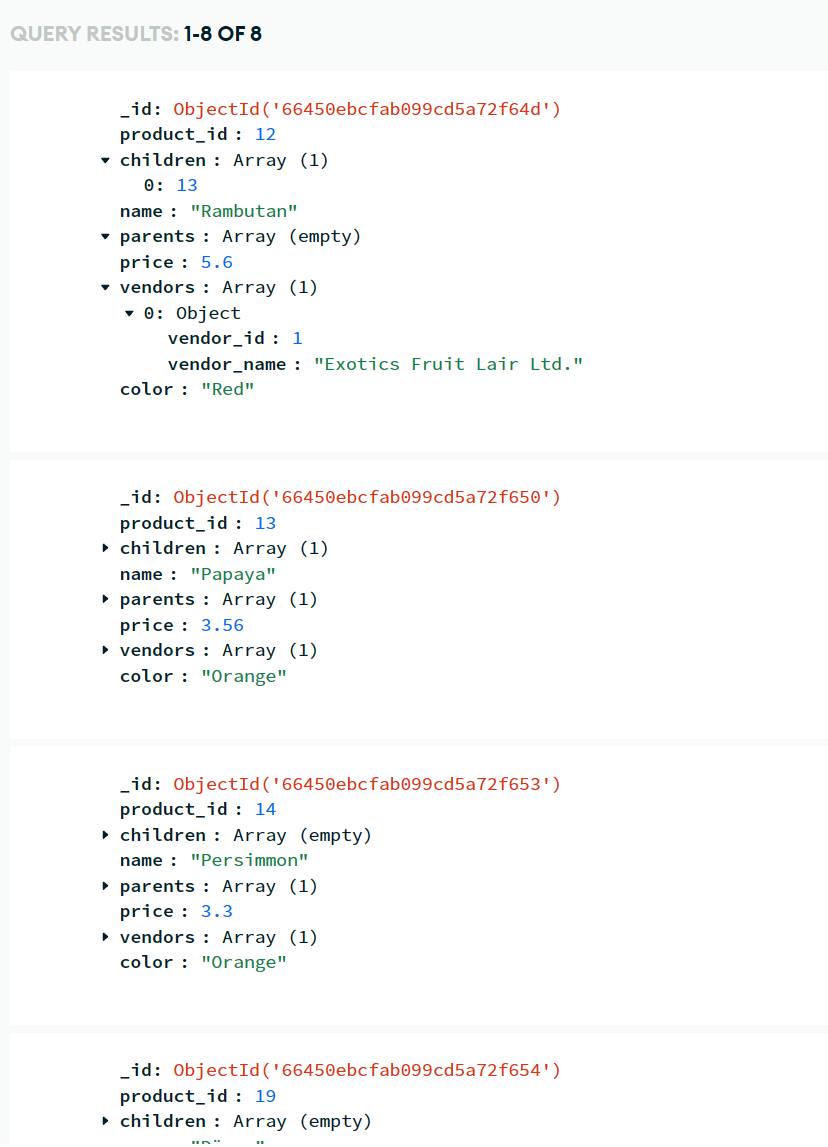 QUERY RESULTS: 1-8 OF 8
_id: ObjectId('66450ebcfab099cd5a72f64d')
product_id : 12
children : Array (1)
0: 13
name : "Rambutan"
parents : Array (empty)
price : 5.6
vendors : Array (1)
0: Object
vendor_id : 1
vendor_name : "Exotics Fruit Lair Ltd."
color : "Red"
_id: ObjectId('66450ebcfab099cd5a72f650')
product_id : 13
children : Array (1)
name : "Papaya"
parents : Array (1)
price : 3.56
vendors : Array (1)
color : "Orange"
_id: ObjectId('66450ebcfab099cd5a72f653')
product_id : 14
children : Array (empty)
name : "Persimmon"
parents : Array (1)
price : 3.3
vendors : Array (1)
color : "Orange"
_id: ObjectId('66450ebcfab099cd5a72f654')
product_id : 19
children : Array (empty)